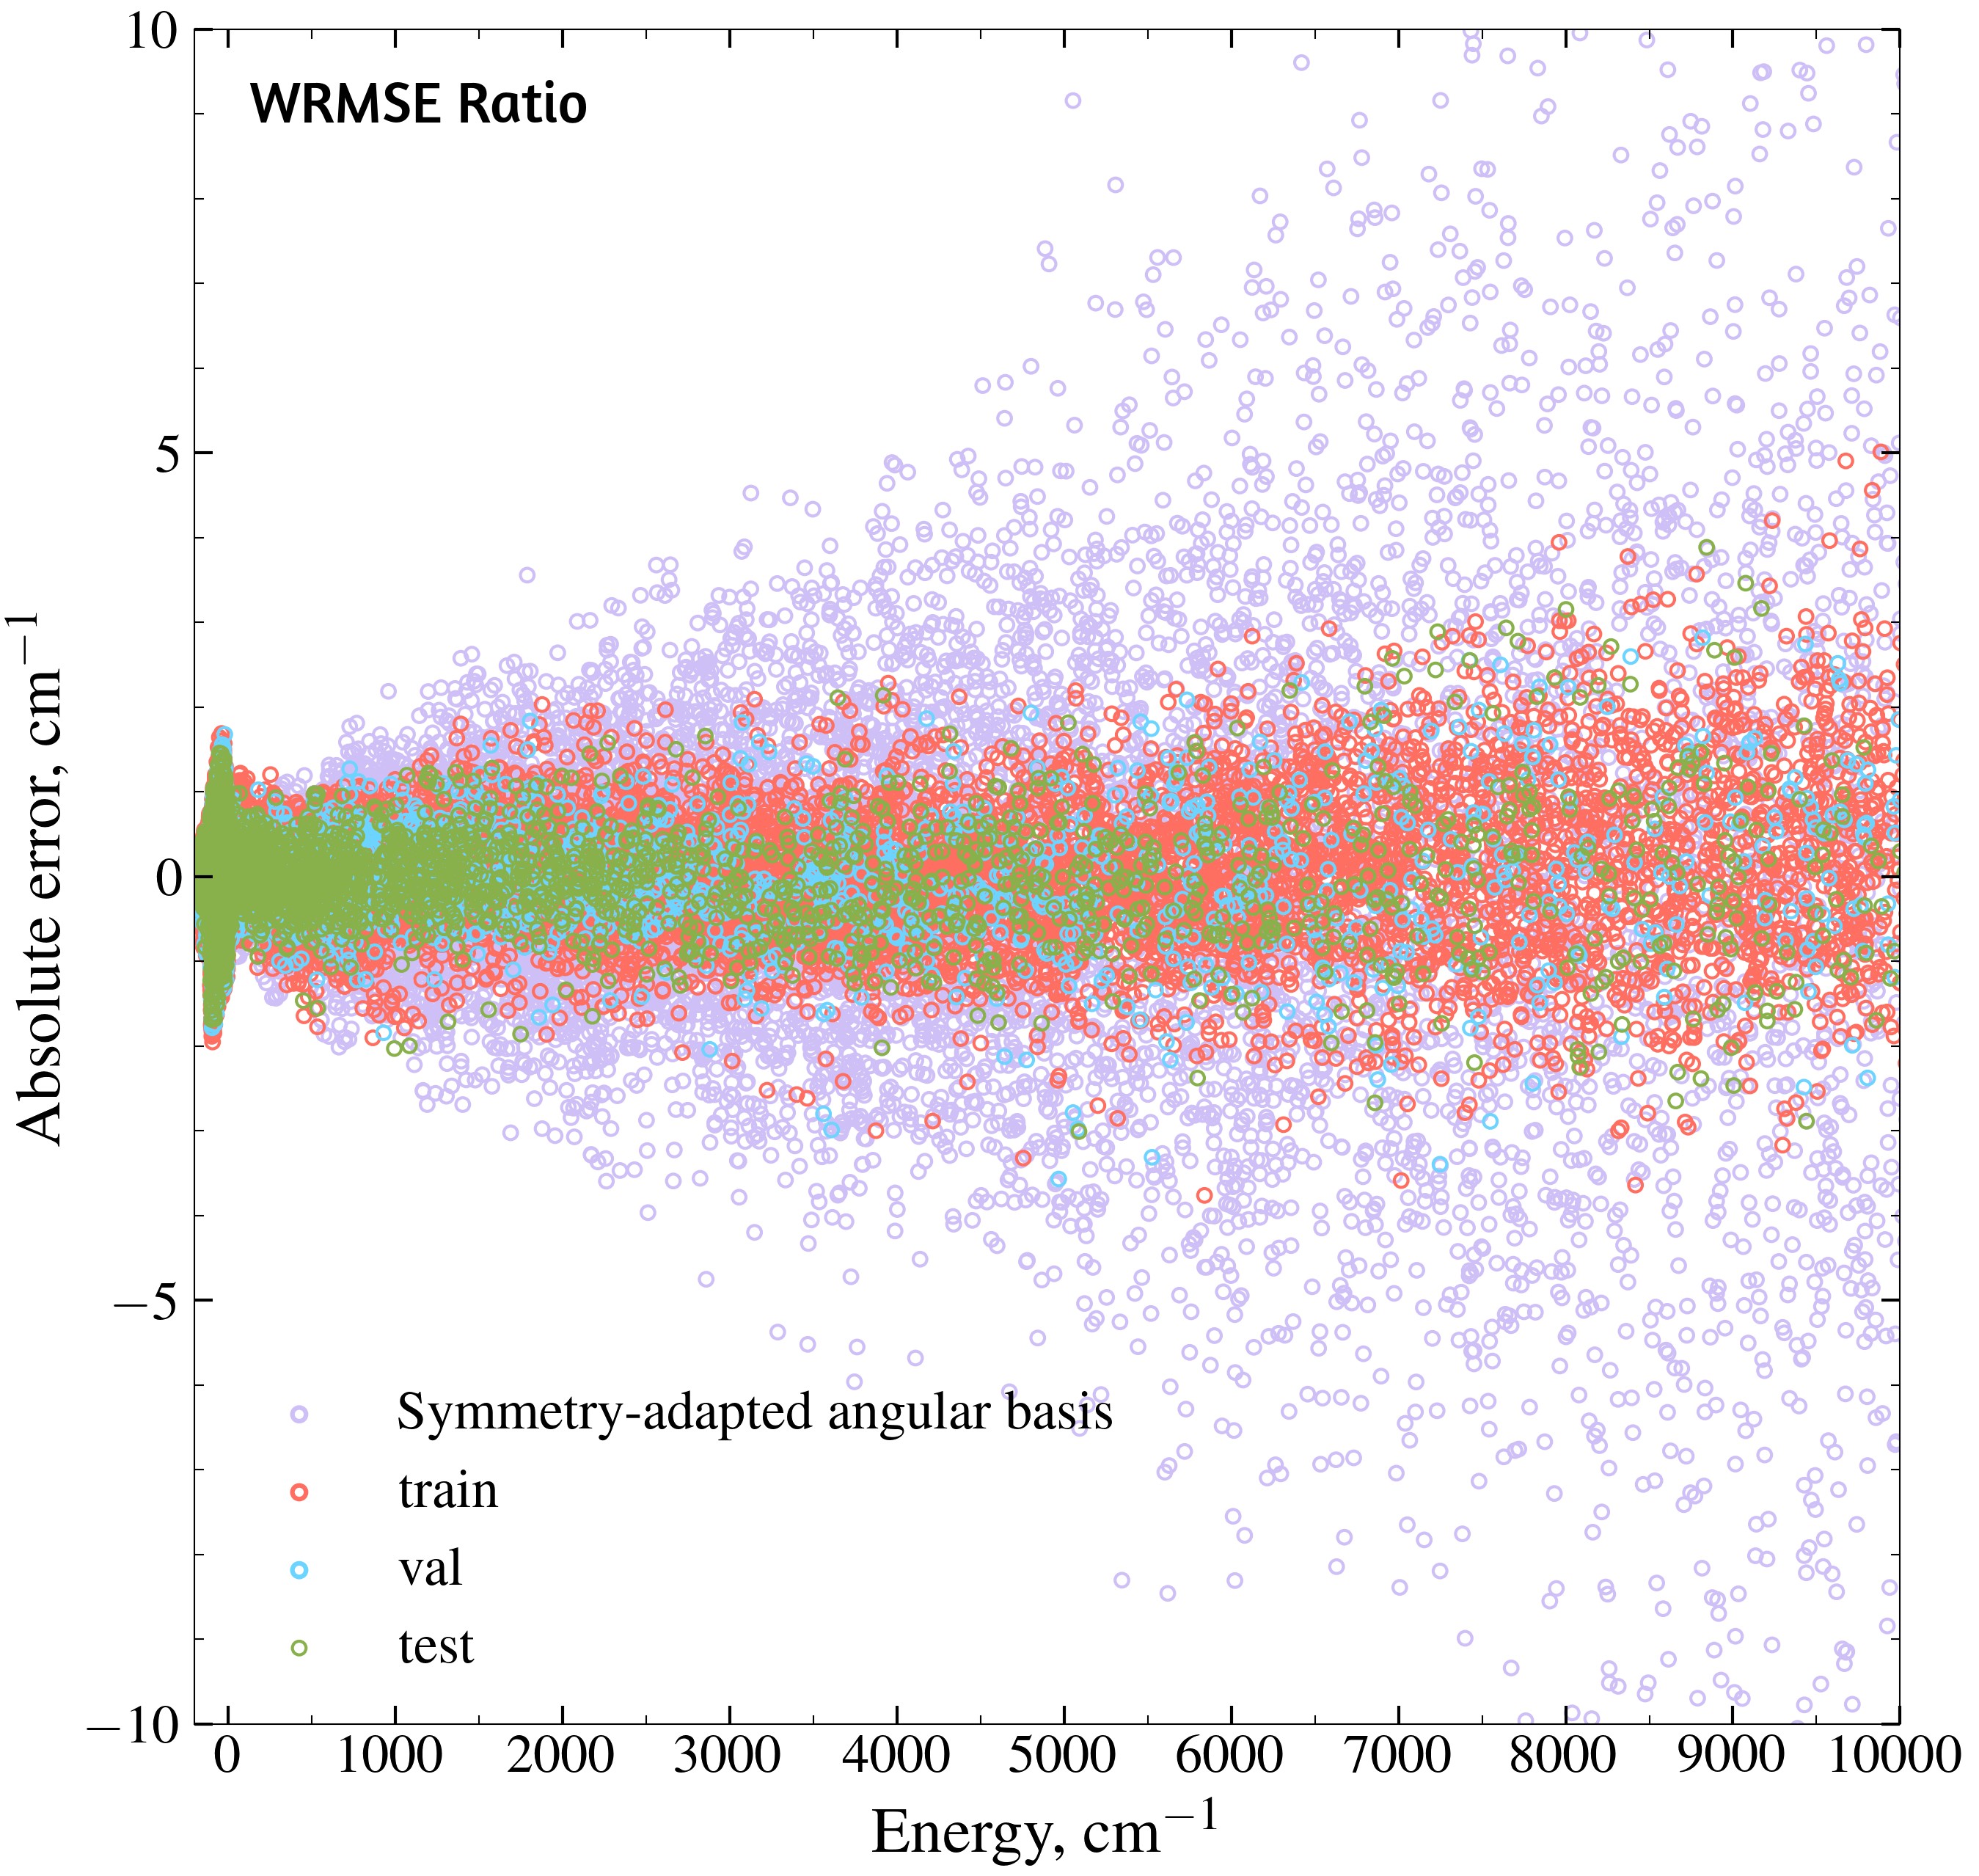 WRMSE Ratio
10
5
0
−5
−10
Absolute error, cm⁻¹
Symmetry-adapted angular basis
train
val
test
0 1000 2000 3000 4000 5000 6000 7000 8000 9000 10000
Energy, cm⁻¹